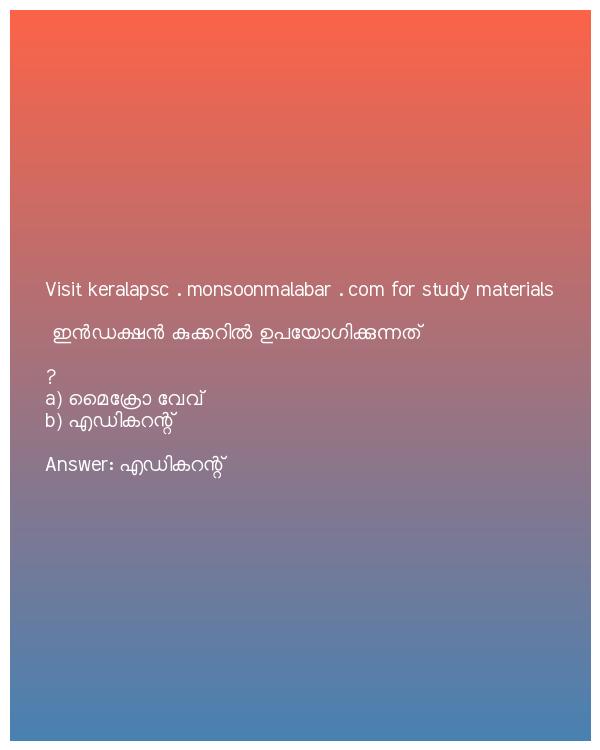 Visit keralapsc . monsoonmalabar . com for study materials
ഇൻഡക്ഷൻ കുക്കറിൽ ഉപയോഗിക്കുന്നത്
?
a) മൈക്രോ വേവ്
b) എഡികറന്റ്
Answer: എഡികറന്റ്